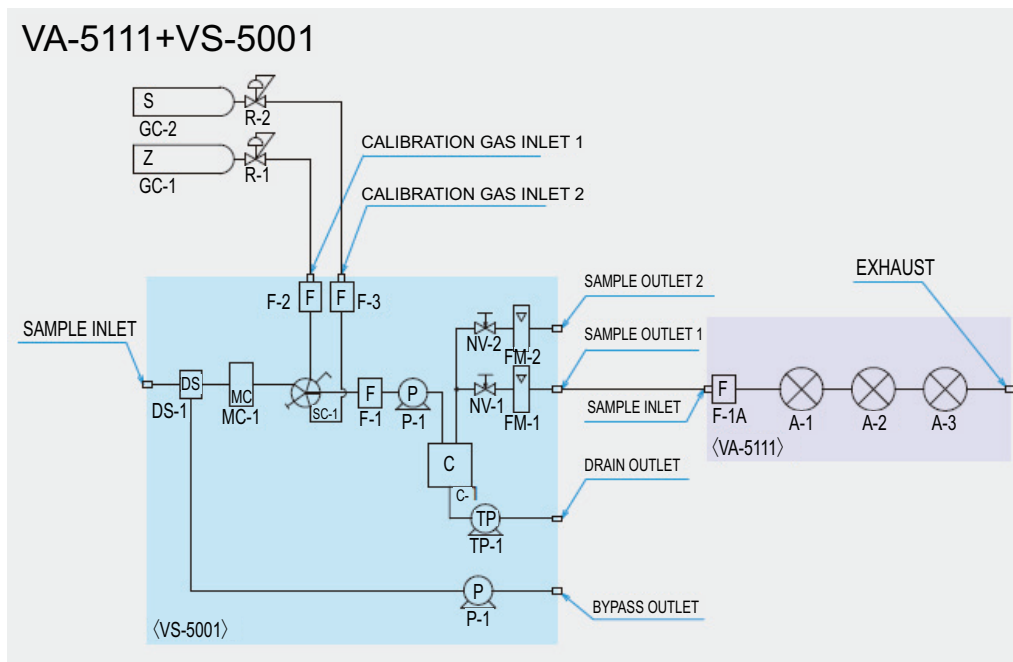 VA-5111+VS-5001
S
GC-2
R-2
Z
GC-1
R-1
CALIBRATION GAS INLET 1
CALIBRATION GAS INLET 2
F-2
F
F
F-3
SAMPLE INLET
DS
DS-1
MC
MC-1
SC-1
F
F-1
P
P-1
NV-2
FM-2
NV-1
FM-1
SAMPLE OUTLET 2
SAMPLE OUTLET 1
SAMPLE INLET
EXHAUST
F
F-1A
A-1
A-2
A-3
〈VA-5111〉
C
C-
TP
TP-1
DRAIN OUTLET
P
P-1
BYPASS OUTLET
〈VS-5001〉